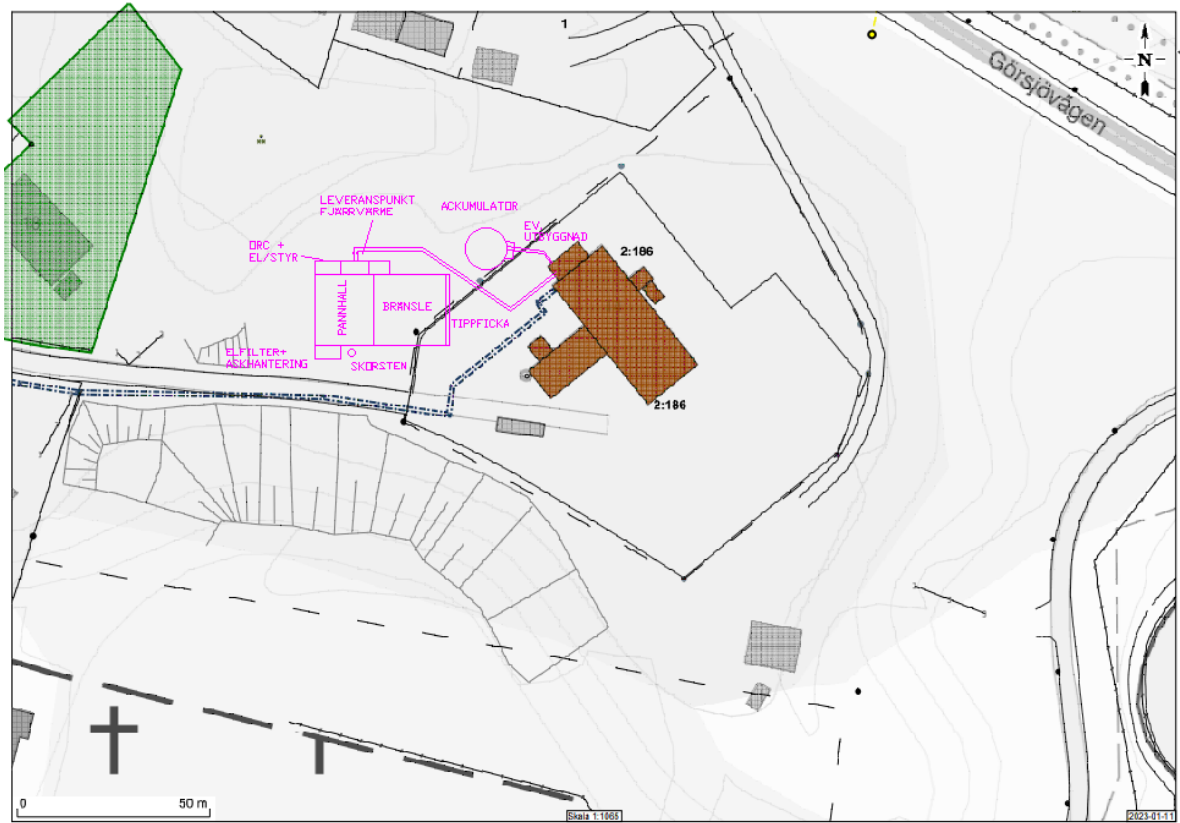 1
Görsjövägen
N
LEVERANSPUNKT
FJÄRRVÄRME
ACKUMULATOR
EV.
UTBYGGNAD
ORC +
EL/STYR
2:186
PANNHALL
BRÄNSLE
TIPPFICKA
ELFILTER+
ASKHANTERING
SKORSTEN
2:186
0 50 m
Skala 1:1065
2023-01-11